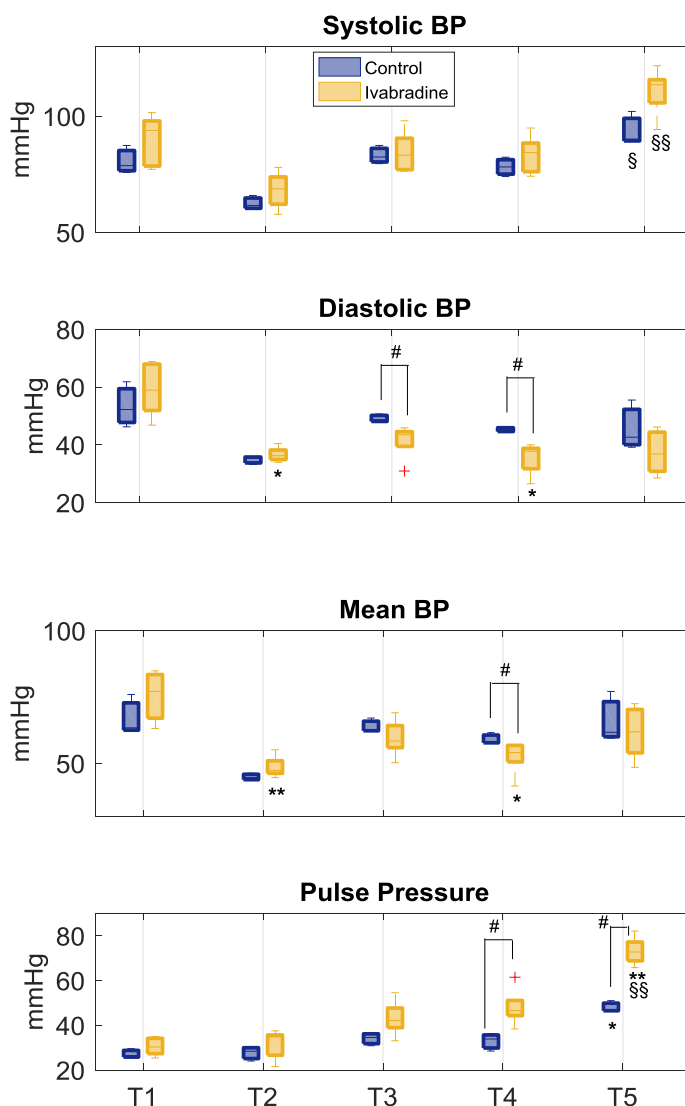 Systolic BP
Control
Ivabradine
100
50
mmHg
§
§§
Diastolic BP
80
60
40
20
mmHg
#
#
*
+
*
Mean BP
100
50
mmHg
#
**
*
Pulse Pressure
80
60
40
20
mmHg
#
#
+
**
§§
*
T1 T2 T3 T4 T5